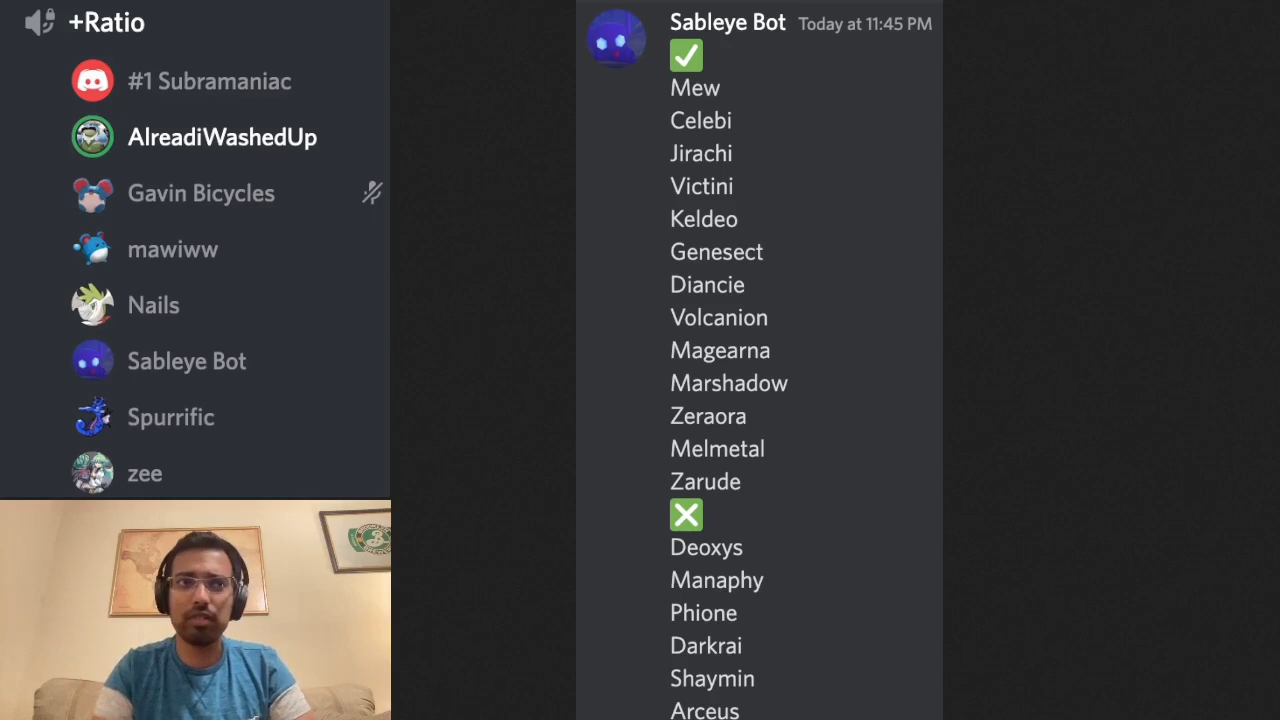 +Ratio
#1 Subramaniac
AlreadiWashedUp
Gavin Bicycles
mawiww
Nails
Sableye Bot
Spurrific
zee
Sableye Bot Today at 11:45 PM
Mew
Celebi
Jirachi
Victini
Keldeo
Genesect
Diancie
Volcanion
Magearna
Marshadow
Zeraora
Melmetal
Zarude
Deoxys
Manaphy
Phione
Darkrai
Shaymin
Arceus